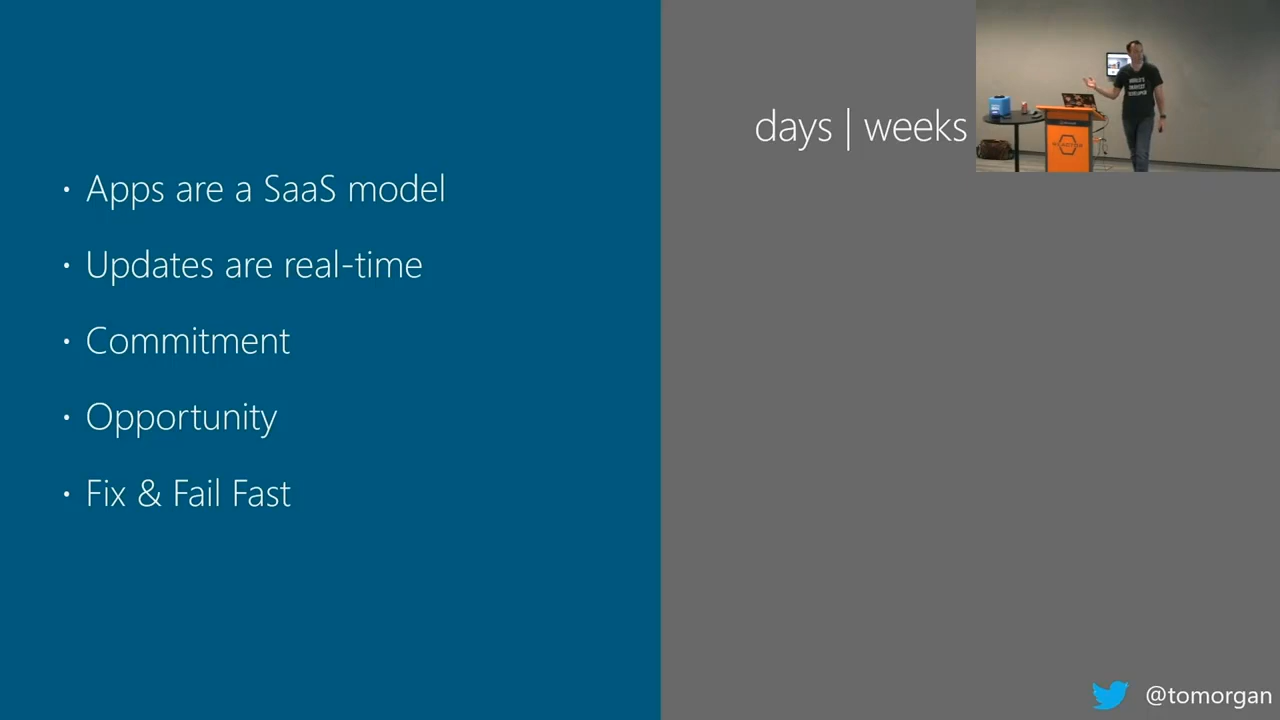 days | weeks
· Apps are a SaaS model
· Updates are real-time
· Commitment
· Opportunity
· Fix & Fail Fast
@tomorgan